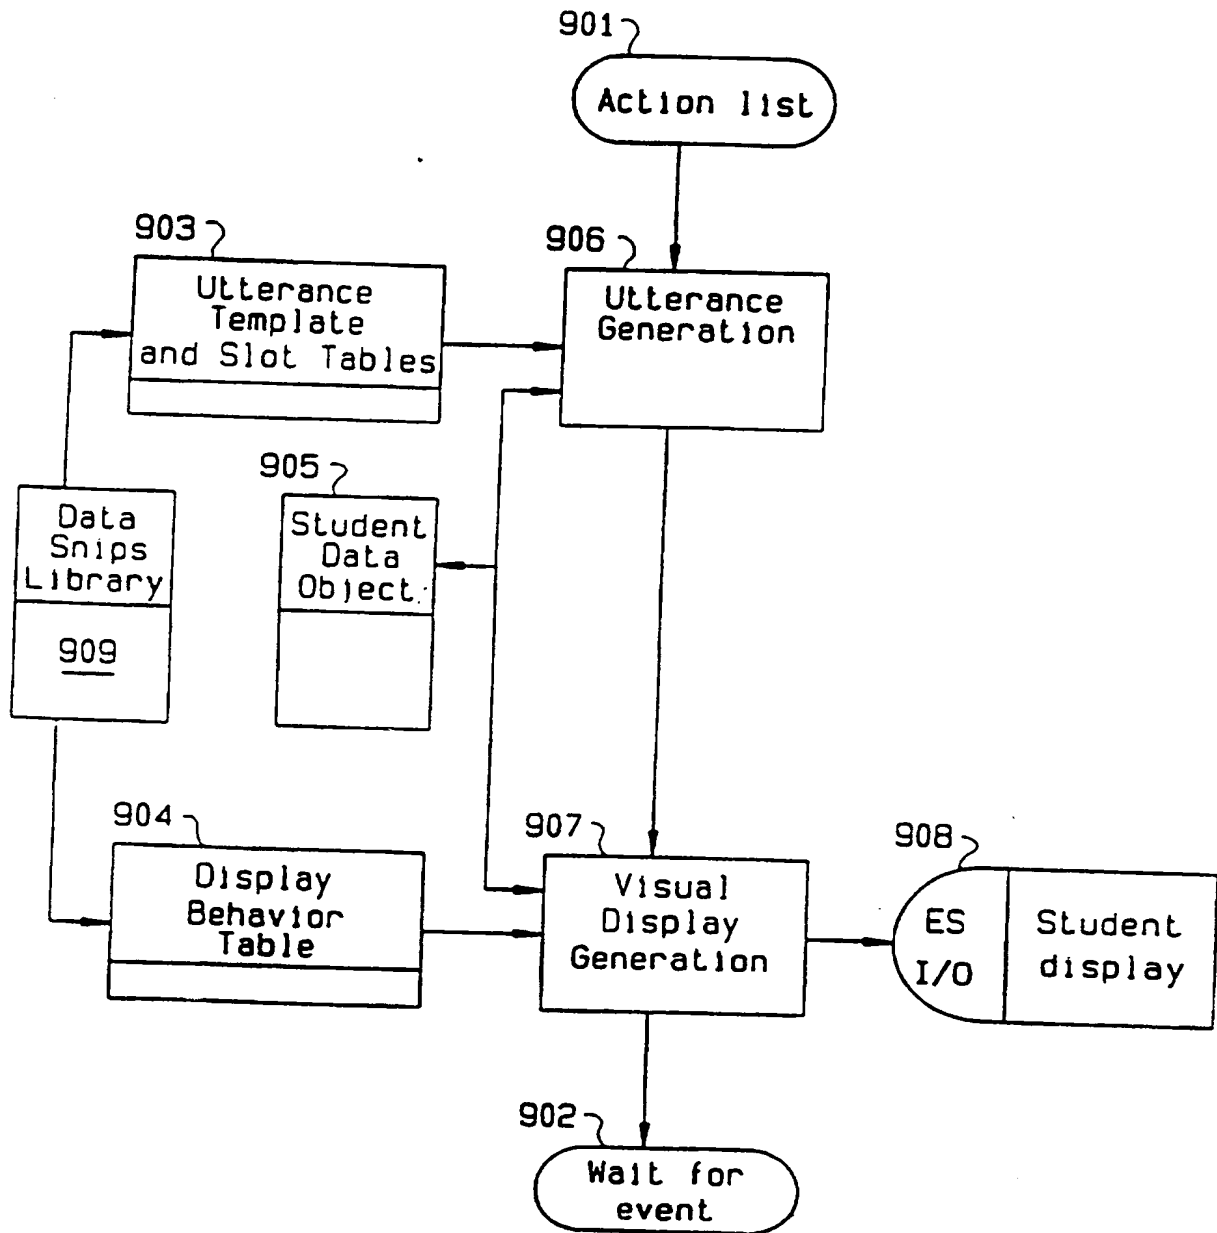 901
Action list
903
Utterance
Template
and Slot Tables
906
Utterance
Generation
905
Student
Data
Object
Data
Snips
Library
909
904
Display
Behavior
Table
907
Visual
Display
Generation
908
ES
I/O
Student
display
902
Wait for
event